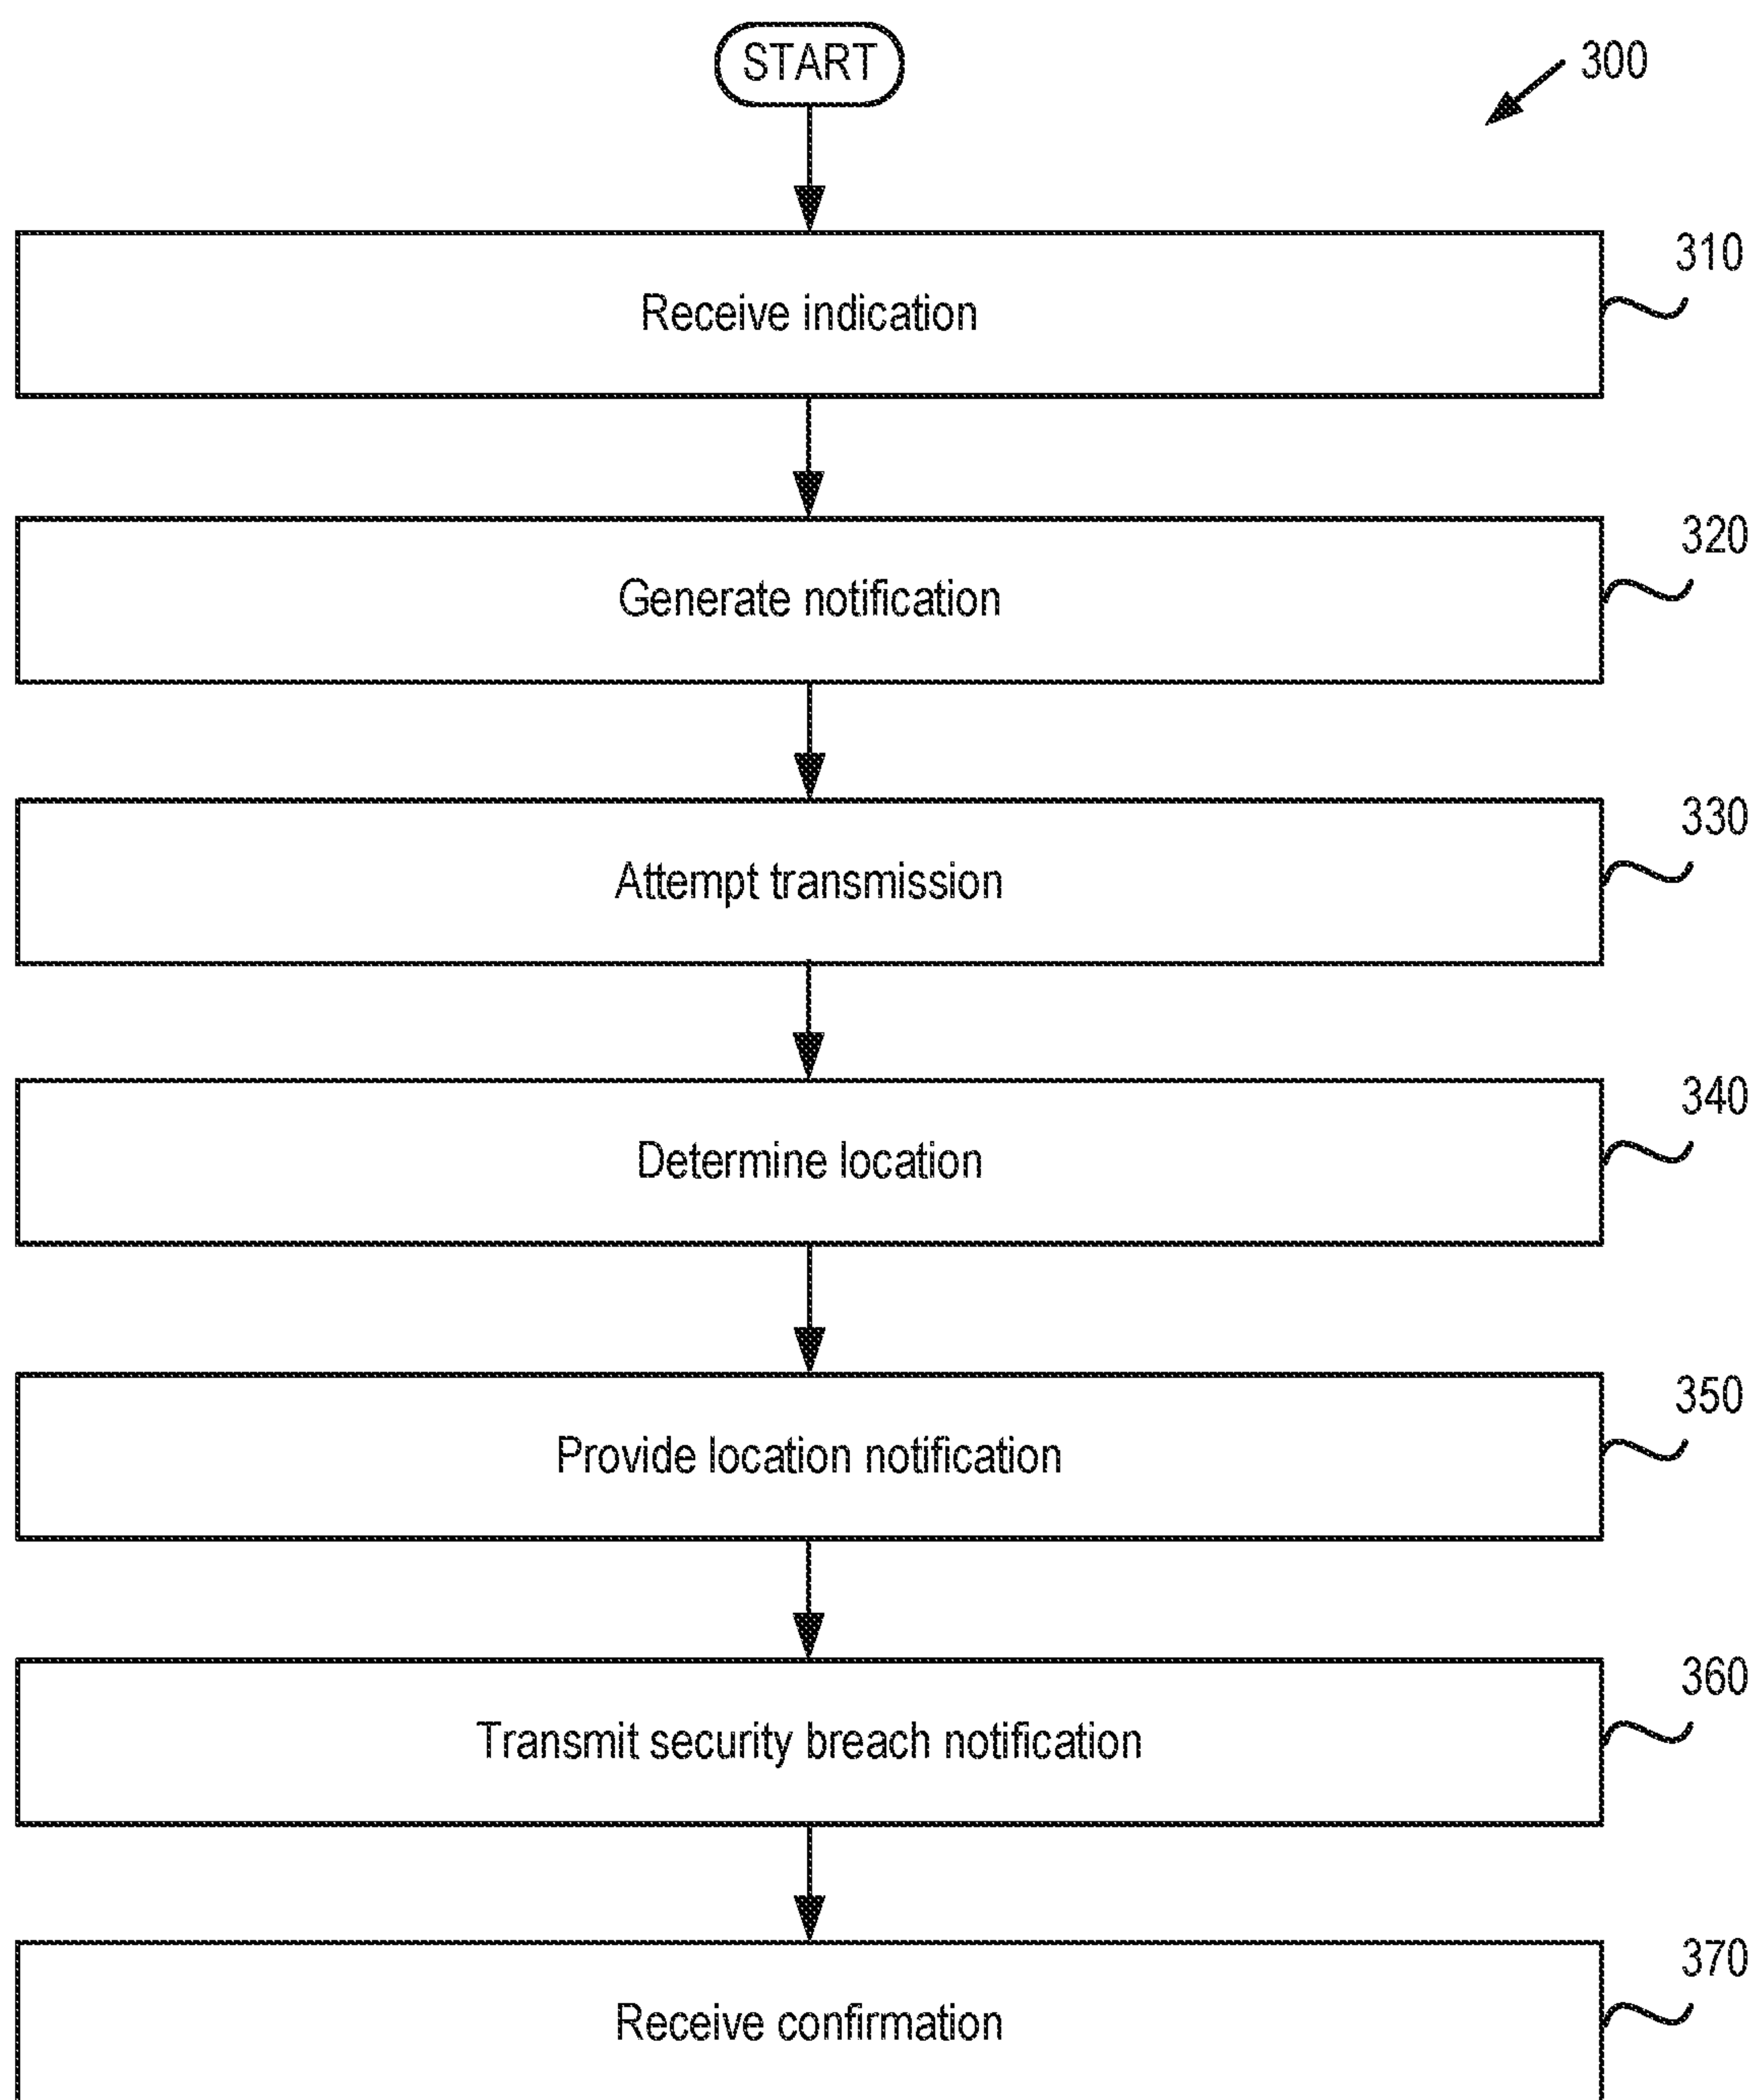 START
300
310
Receive indication
320
Generate notification
330
Attempt transmission
340
Determine location
350
Provide location notification
360
Transmit security breach notification
370
Receive confirmation